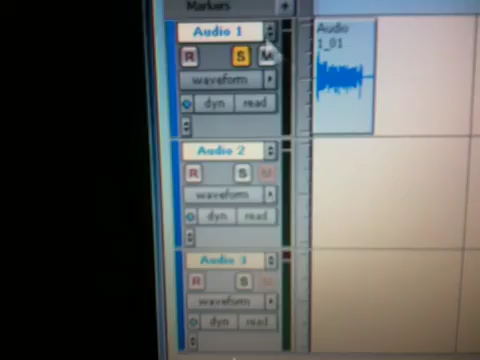 Markers
Audio 1
R S M
waveform
dyn read
Audio
1_01
Audio 2
R S M
waveform
dyn read
Audio 3
R S M
waveform
dyn read